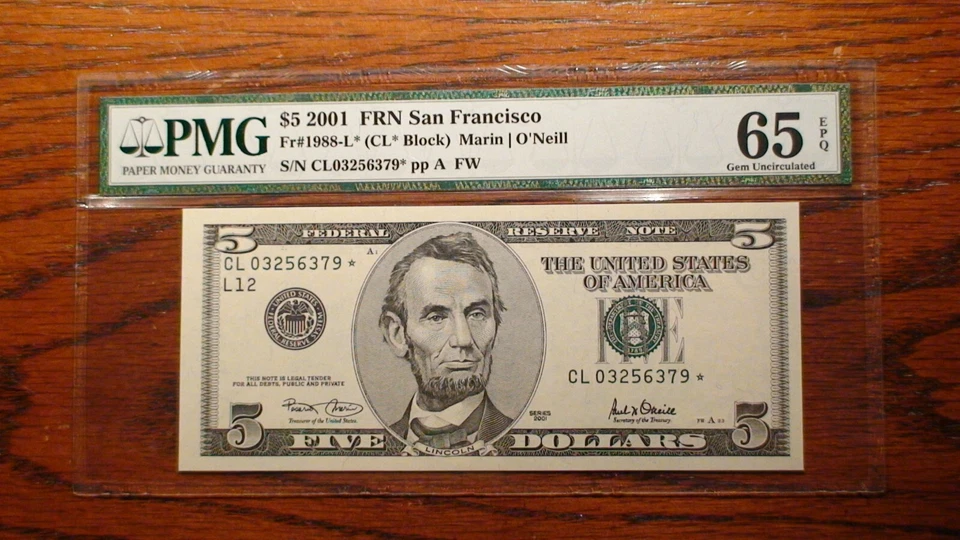 PMG
PAPER MONEY GUARANTY
$5 2001 FRN San Francisco
Fr#1988-L* (CL* Block) Marin | O'Neill
S/N CL03256379* pp A FW
65
EPQ
Gem Uncirculated
5 FEDERAL RESERVE NOTE 5
CL 03256379 *
L12
THE UNITED STATES
OF AMERICA
FIVE
CL 03256379 *
THIS NOTE IS LEGAL TENDER
FOR ALL DEBTS, PUBLIC AND PRIVATE
Treasurer of the United States
SERIES
2001
Secretary of the Treasury
5 FIVE DOLLARS 5
LINCOLN